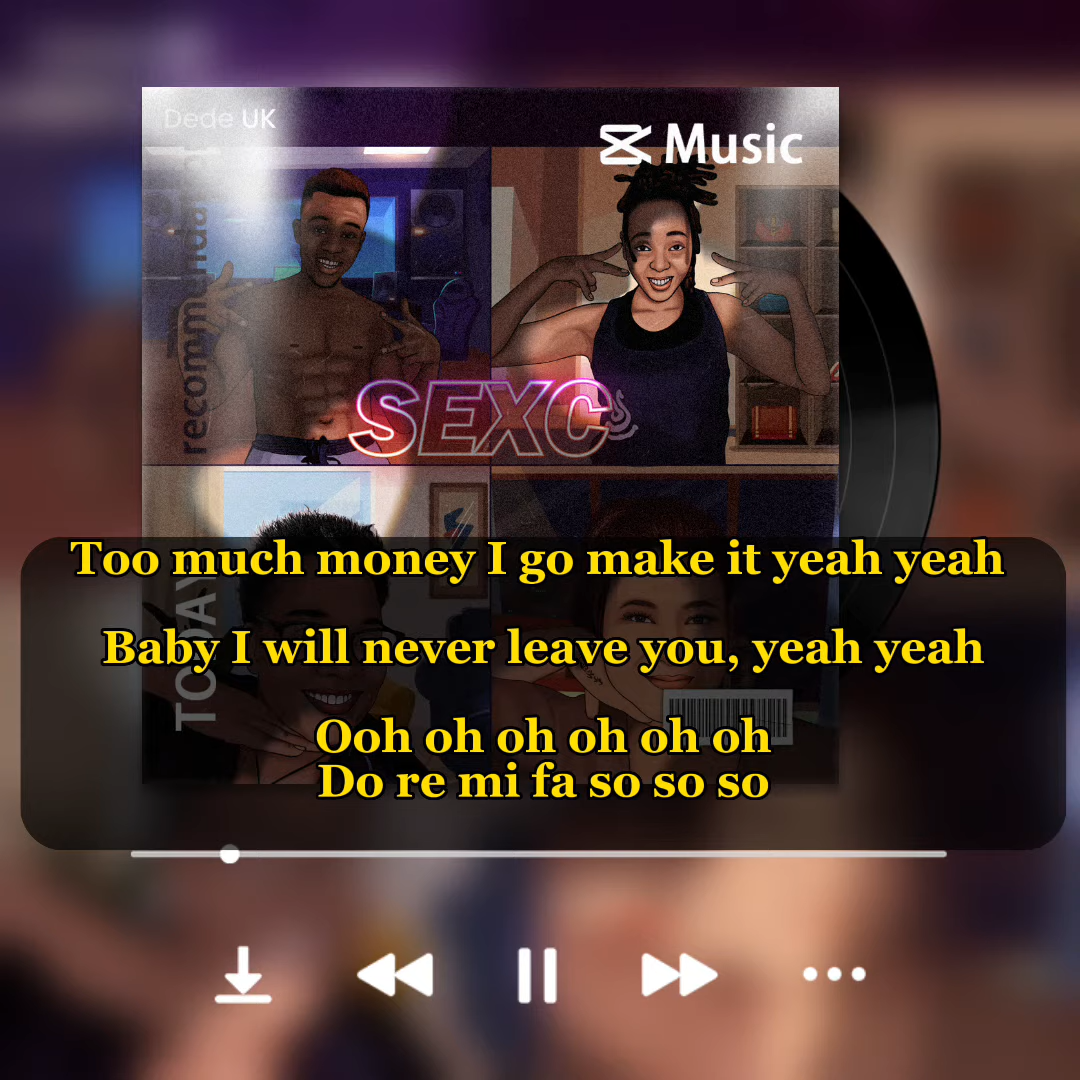 Dede UK
Music
recommendar
SEXC
Too much money I go make it yeah yeah
Baby I will never leave you, yeah yeah
TODAY
Ooh oh oh oh oh oh
Do re mi fa so so so